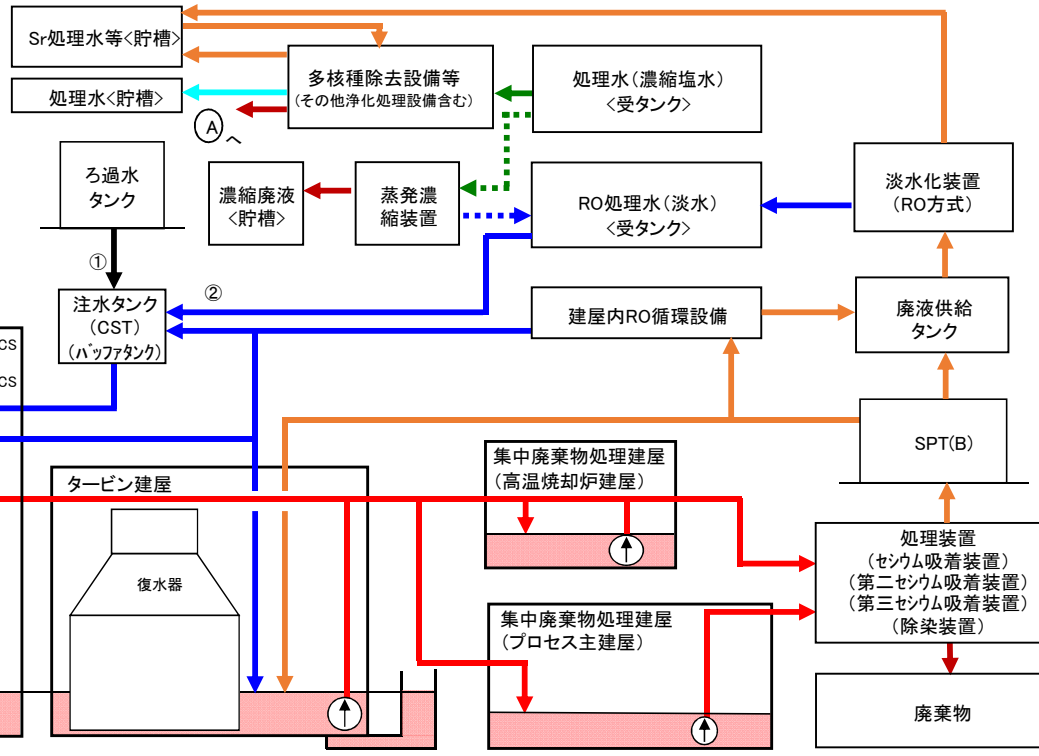 Sr処理水等<貯槽>
処理水<貯槽>
多核種除去設備等
(その他浄化処理設備含む)
処理水(濃縮塩水)
<受タンク>
A
へ
ろ過水
タンク
濃縮廃液
<貯槽>
蒸発濃
縮装置
RO処理水(淡水)
<受タンク>
淡水化装置
(RO方式)
①
②
注水タンク
(CST)
(バッファタンク)
建屋内RO循環設備
廃液供給
タンク
CS
CS
SPT(B)
タービン建屋
復水器
集中廃棄物処理建屋
(高温焼却炉建屋)
集中廃棄物処理建屋
(プロセス主建屋)
処理装置
(セシウム吸着装置)
(第二セシウム吸着装置)
(第三セシウム吸着装置)
(除染装置)
廃棄物